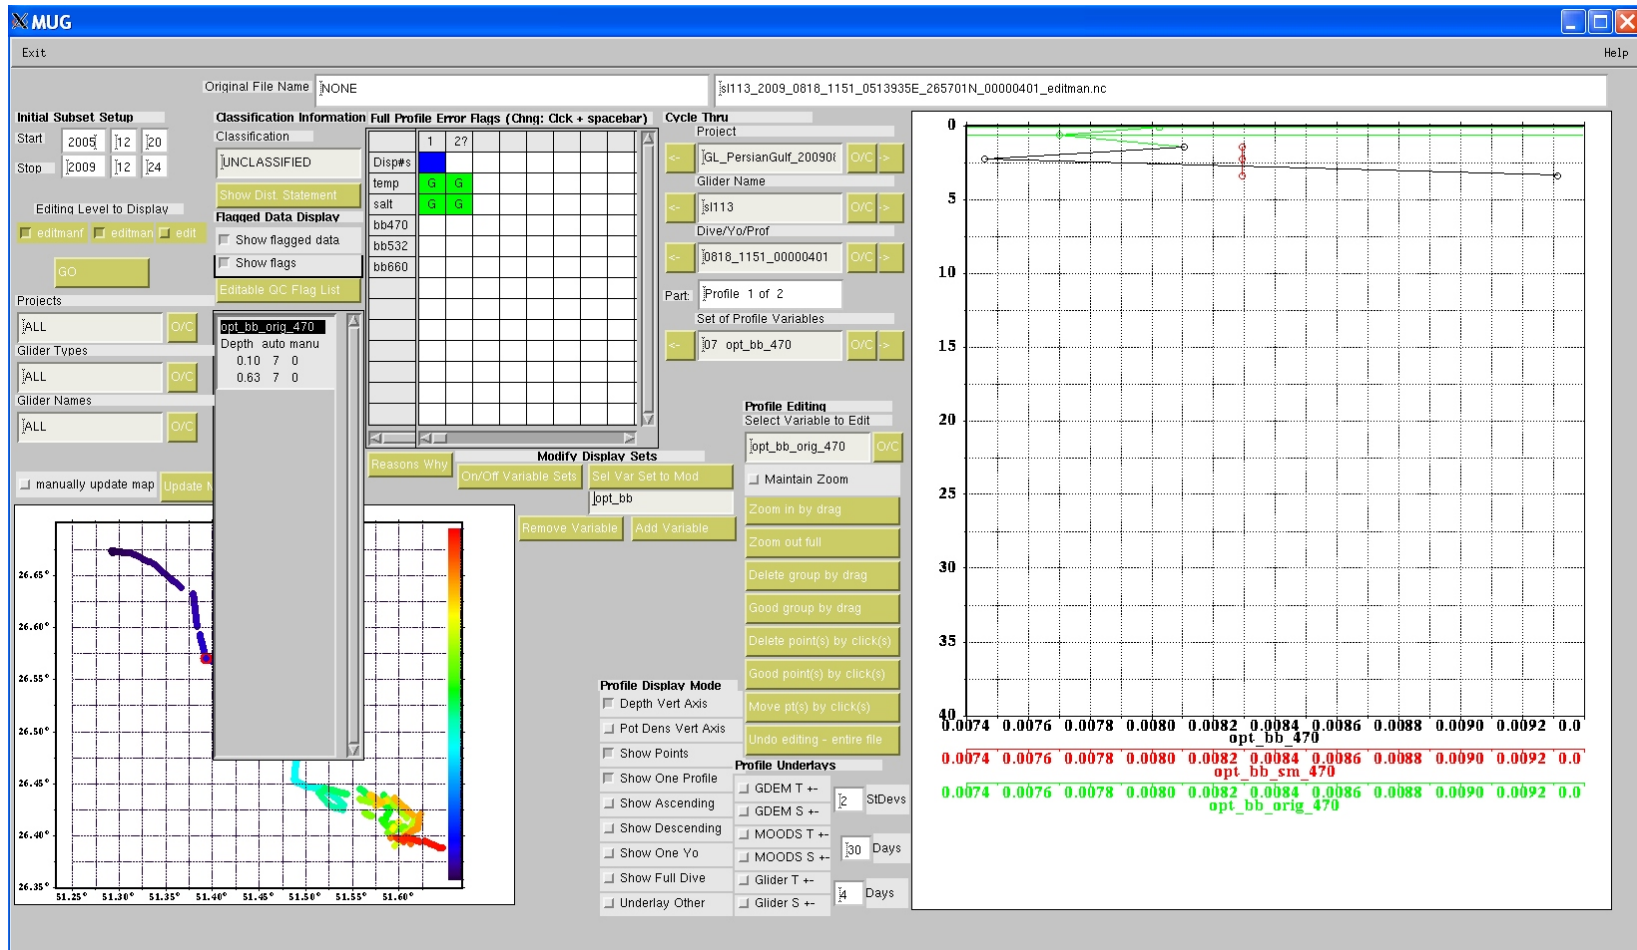 MUG
Exit Help
Original File Name NONE sl113_2009_0818_1151_0513935E_265701N_00000401_editman.nc
Initial Subset Setup
Start 2005 12 20
Stop 2009 12 24
Editing Level to Display
editmanf editman edit
GO
Projects
ALL O/C
Glider Types
ALL O/C
Glider Names
ALL O/C
manually update map Update
Classification Information
Classification
UNCLASSIFIED
Show Dist. Statement
Flagged Data Display
Show flagged data
Show flags
Editable QC Flag List
opt_bb_orig_470
Depth auto manu
0.10 7 0
0.63 7 0
Full Profile Error Flags (Chng: Clck + spacebar)
1 2?
Disp#s
temp G G
salt G G
bb470
bb532
bb660
Reasons Why
Modify Display Sets
On/Off Variable Sets Sel Var Set to Mod
opt_bb
Remove Variable Add Variable
Cycle Thru
Project
<- GL_PersianGulf_20090 O/C ->
Glider Name
<- sl113 O/C ->
Dive/Yo/Prof
<- 0818_1151_00000401 O/C ->
Part: Profile 1 of 2
Set of Profile Variables
<- 07 opt_bb_470 O/C ->
Profile Editing
Select Variable to Edit
opt_bb_orig_470 O/C
Maintain Zoom
Zoom in by drag
Zoom out full
Delete group by drag
Good group by drag
Delete point(s) by click(s)
Good point(s) by click(s)
Move pt(s) by click(s)
Undo editing - entire file
Profile Display Mode
Depth Vert Axis
Pot Dens Vert Axis
Show Points
Show One Profile
Show Ascending
Show Descending
Show One Yo
Show Full Dive
Underlay Other
Profile Underlays
GDEM T +-
GDEM S +-
2 StDevs
MOODS T +-
MOODS S +-
30 Days
Glider T +-
Glider S +-
4 Days
26.65°
26.60°
26.55°
26.50°
26.45°
26.40°
26.35°
51.25° 51.30° 51.35° 51.40° 51.45° 51.50° 51.55° 51.60°
0
5
10
15
20
25
30
35
40
0.0074 0.0076 0.0078 0.0080 0.0082 0.0084 0.0086 0.0088 0.0090 0.0092 0.0
opt_bb_470
0.0074 0.0076 0.0078 0.0080 0.0082 0.0084 0.0086 0.0088 0.0090 0.0092 0.0
opt_bb_sm_470
0.0074 0.0076 0.0078 0.0080 0.0082 0.0084 0.0086 0.0088 0.0090 0.0092 0.0
opt_bb_orig_470